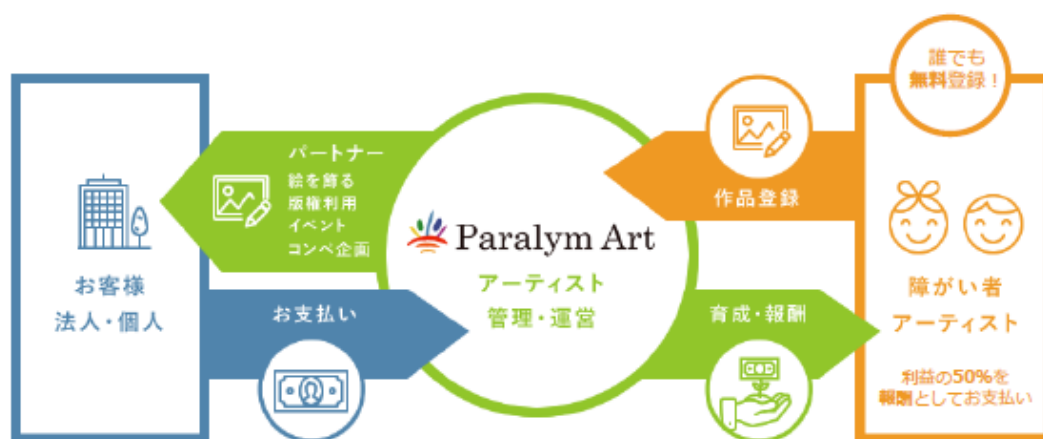 お客様
法人・個人
パートナー
絵を飾る
版権利用
イベント
コンペ企画
お支払い
Paralym Art
アーティスト
管理・運営
作品登録
育成・報酬
誰でも
無料登録！
障がい者
アーティスト
利益の50%を
報酬としてお支払い